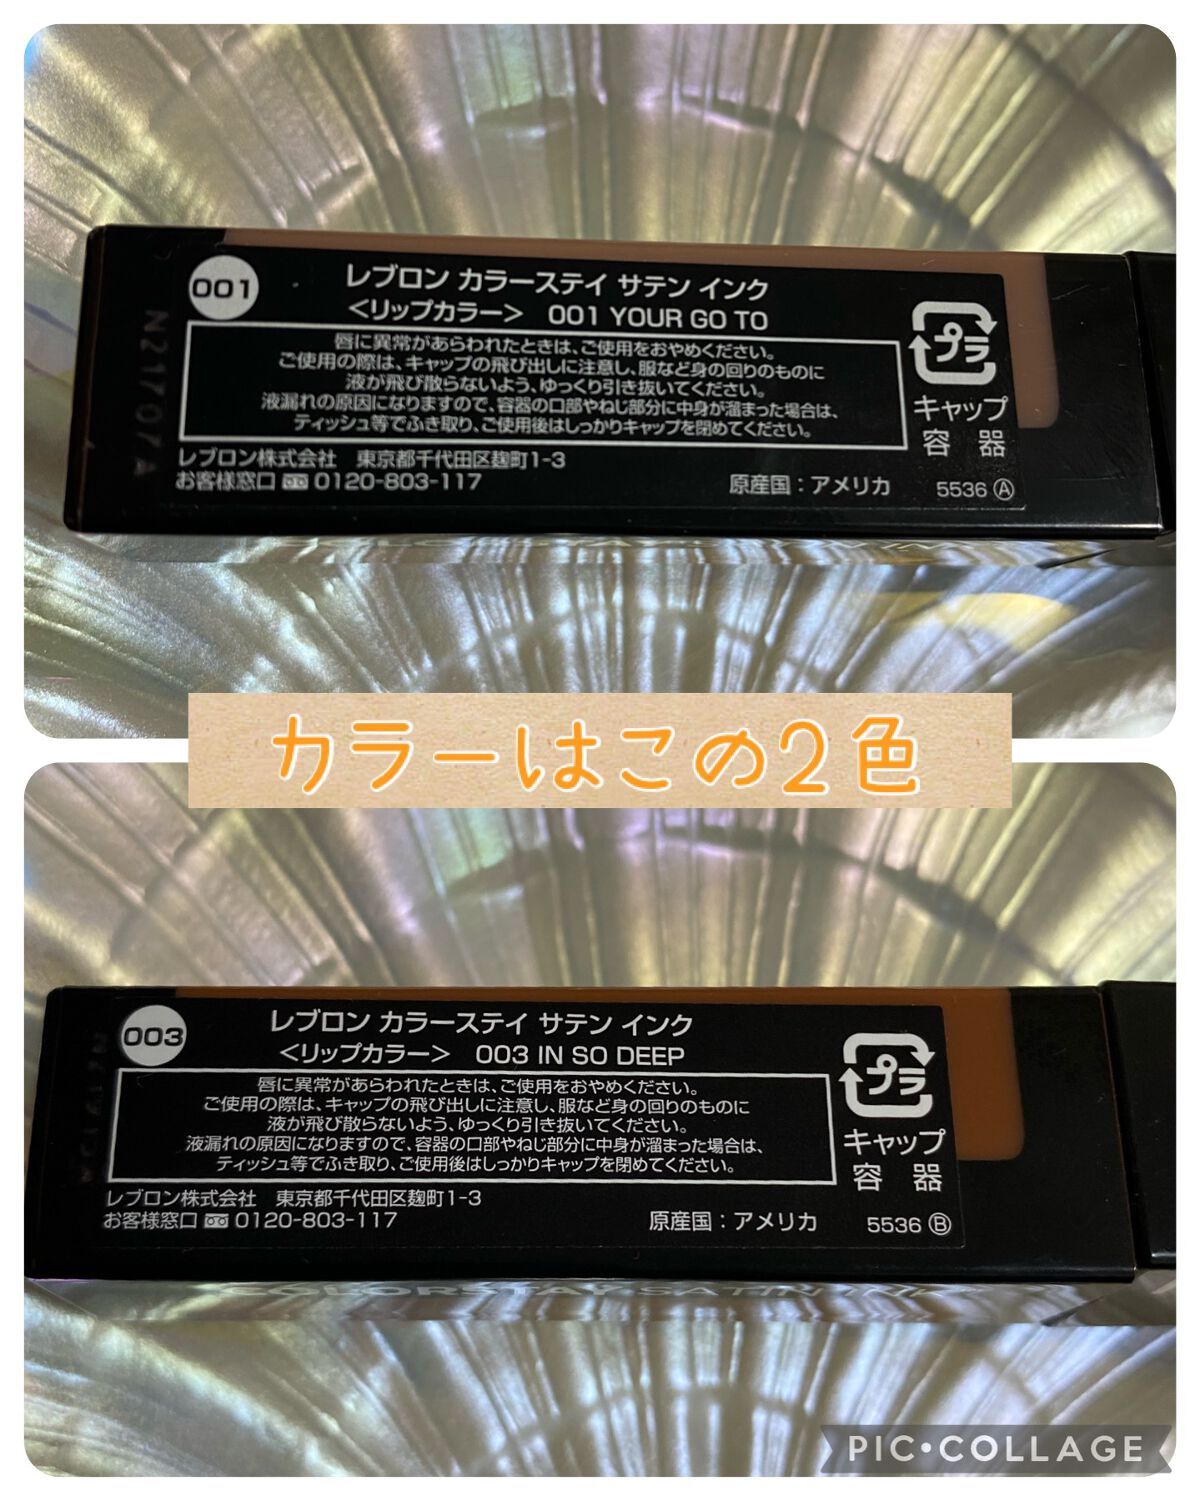 001
レブロン カラーステイ サテン インク
＜リップカラー＞ 001 YOUR GO TO
唇に異常があらわれたときは、ご使用をおやめください。
ご使用の際は、キャップの飛び出しに注意し、服など身の回りのものに
液が飛び散らないよう、ゆっくり引き抜いてください。
液漏れの原因になりますので、容器の口部やねじ部分に中身が溜まった場合は、
ティッシュ等でふき取り、ご使用後はしっかりキャップを閉めてください。
レブロン株式会社 東京都千代田区麹町1-3
お客様窓口 0120-803-117
原産国：アメリカ
5536 Ⓐ
プラ
キャップ
容 器
N21707A
カラーはこの2色
003
レブロン カラーステイ サテン インク
＜リップカラー＞ 003 IN SO DEEP
唇に異常があらわれたときは、ご使用をおやめください。
ご使用の際は、キャップの飛び出しに注意し、服など身の回りのものに
液が飛び散らないよう、ゆっくり引き抜いてください。
液漏れの原因になりますので、容器の口部やねじ部分に中身が溜まった場合は、
ティッシュ等でふき取り、ご使用後はしっかりキャップを閉めてください。
レブロン株式会社 東京都千代田区麹町1-3
お客様窓口 0120-803-117
原産国：アメリカ
5536 Ⓑ
プラ
キャップ
容 器
COLORSTAY SATIN INK
PIC•COLLAGE